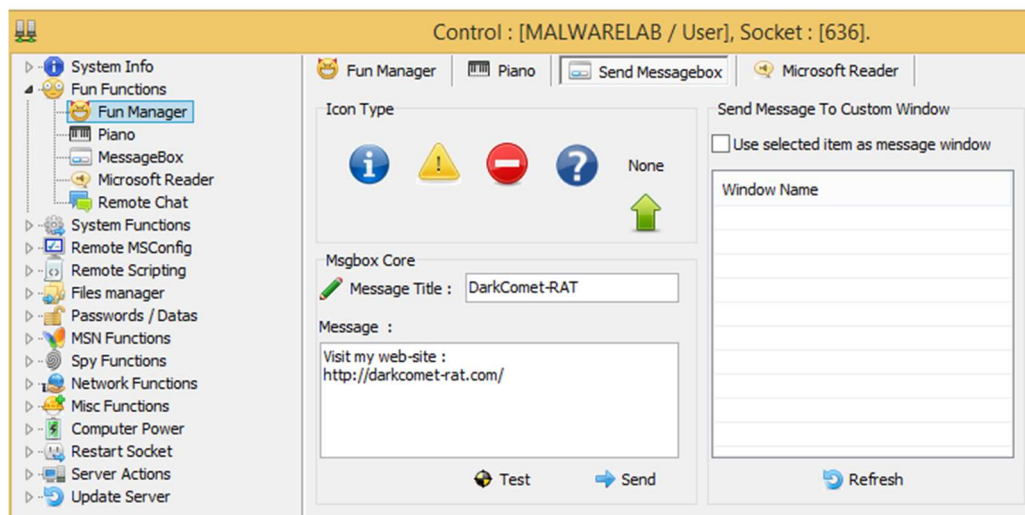 Control : [MALWARELAB / User], Socket : [636].
System Info
Fun Functions
Fun Manager
Piano
MessageBox
Microsoft Reader
Remote Chat
System Functions
Remote MSConfig
Remote Scripting
Files manager
Passwords / Datas
MSN Functions
Spy Functions
Network Functions
Misc Functions
Computer Power
Restart Socket
Server Actions
Update Server
Fun Manager
Piano
Send Messagebox
Microsoft Reader
Icon Type
None
Msgbox Core
Message Title : DarkComet-RAT
Message :
Visit my web-site :
http://darkcomet-rat.com/
Test
Send
Send Message To Custom Window
Use selected item as message window
Window Name
Refresh